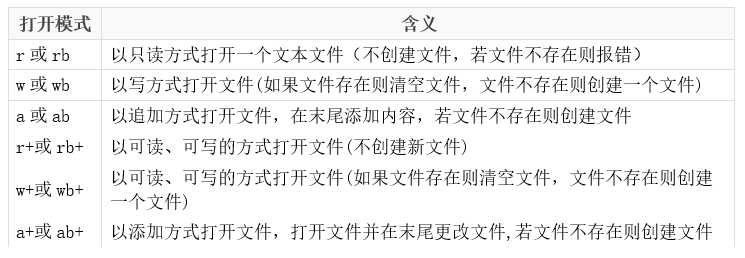 打开模式 含义
r 或 rb 以只读方式打开一个文本文件（不创建文件，若文件不存在则报错）
w 或 wb 以写方式打开文件(如果文件存在则清空文件，文件不存在则创建一个文件)
a 或 ab 以追加方式打开文件，在末尾添加内容，若文件不存在则创建文件
r+或 rb+ 以可读、可写的方式打开文件(不创建新文件)
w+或 wb+ 以可读、可写的方式打开文件(如果文件存在则清空文件，文件不存在则创建
一个文件)
a+或 ab+ 以添加方式打开文件，打开文件并在末尾更改文件,若文件不存在则创建文件